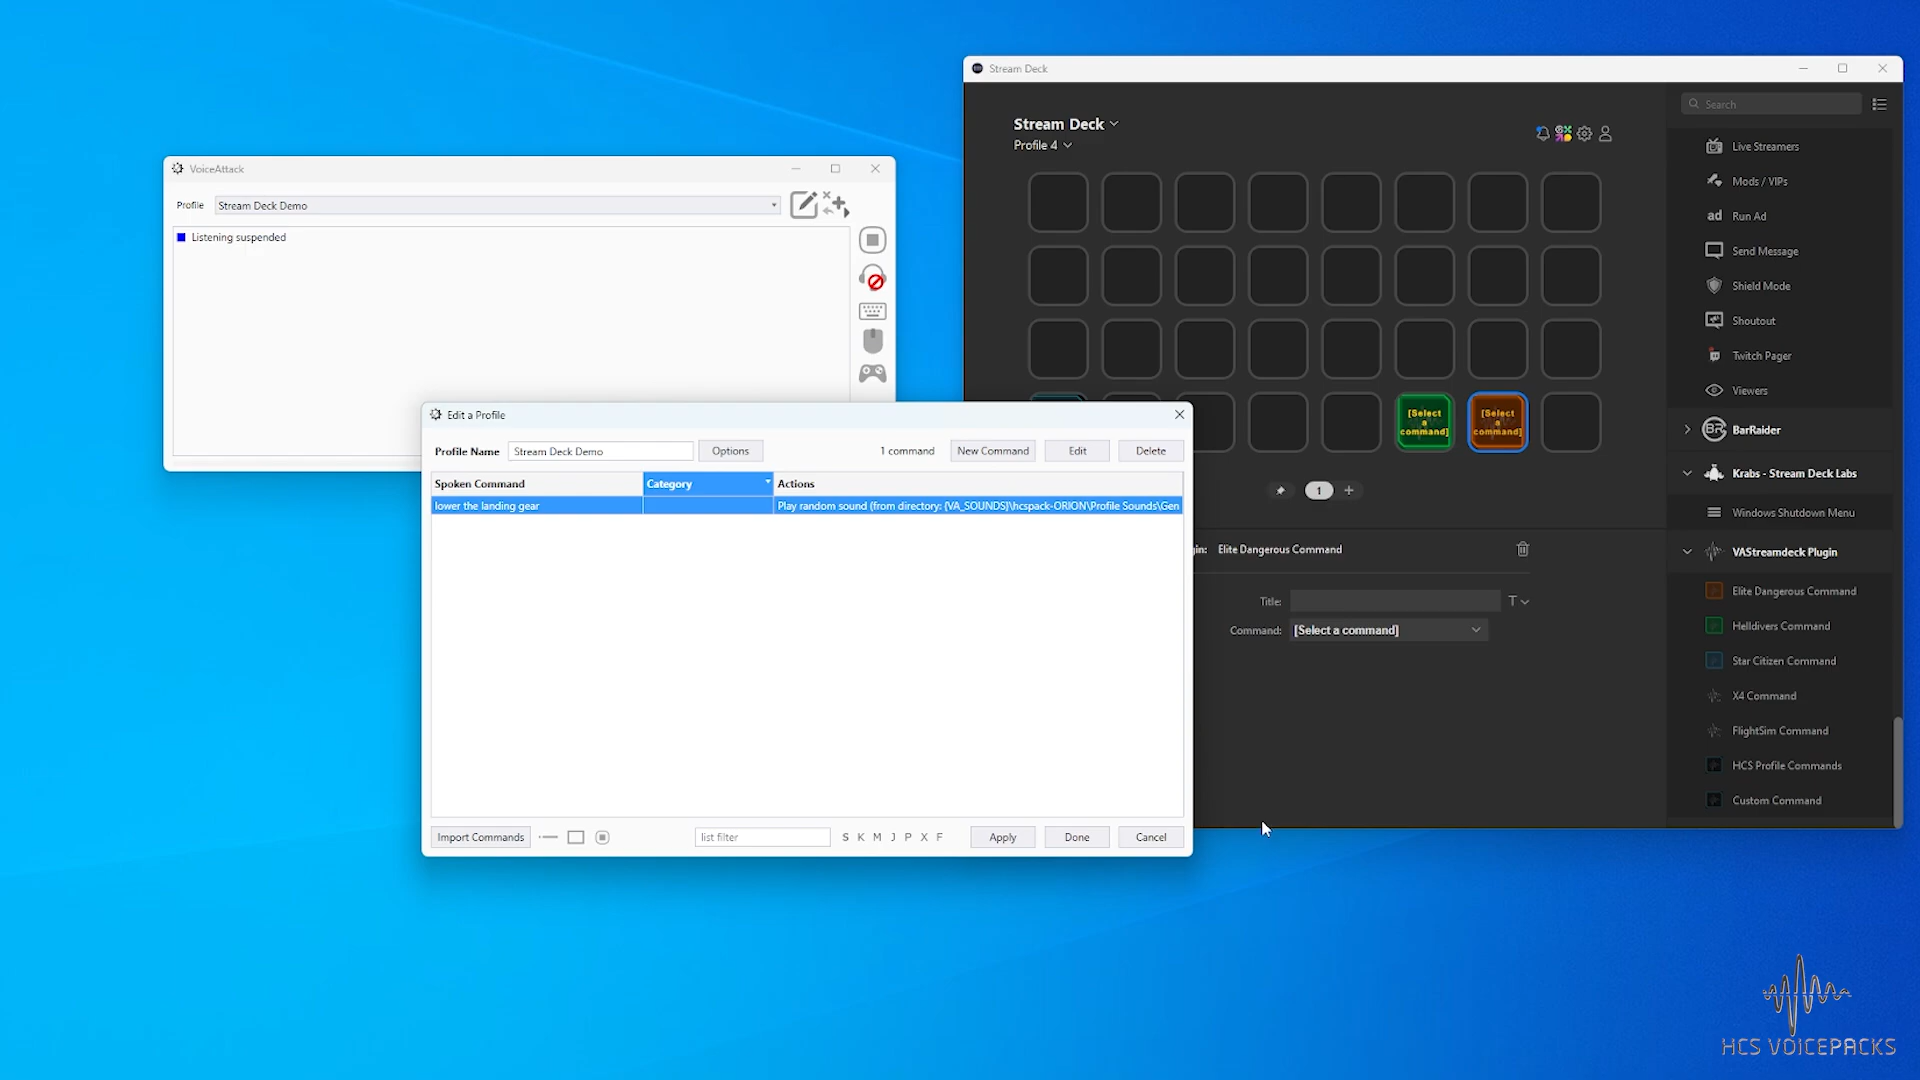 Stream Deck
Search
Stream Deck
Profile 4
Live Streamers
Mods / VIPs
ad Run Ad
Send Message
Shield Mode
Shoutout
Twitch Pager
Viewers
BR BarRaider
Krabs - Stream Deck Labs
Windows Shutdown Menu
VAStreamdeck Plugin
Elite Dangerous Command
Helldivers Command
Star Citizen Command
X4 Command
FlightSim Command
HCS Profile Commands
Custom Command
[Select
a
command]
[Select
a
command]
1
in: Elite Dangerous Command
Title:
T
Command: [Select a command]
VoiceAttack
Profile Stream Deck Demo
Listening suspended
Edit a Profile
Profile Name Stream Deck Demo Options 1 command New Command Edit Delete
Spoken Command Category Actions
lower the landing gear Play random sound (from directory: {VA_SOUNDS}\hcspack-ORION\Profile Sounds\Gen
Import Commands list filter S K M J P X F Apply Done Cancel
HCS VOICEPACKS